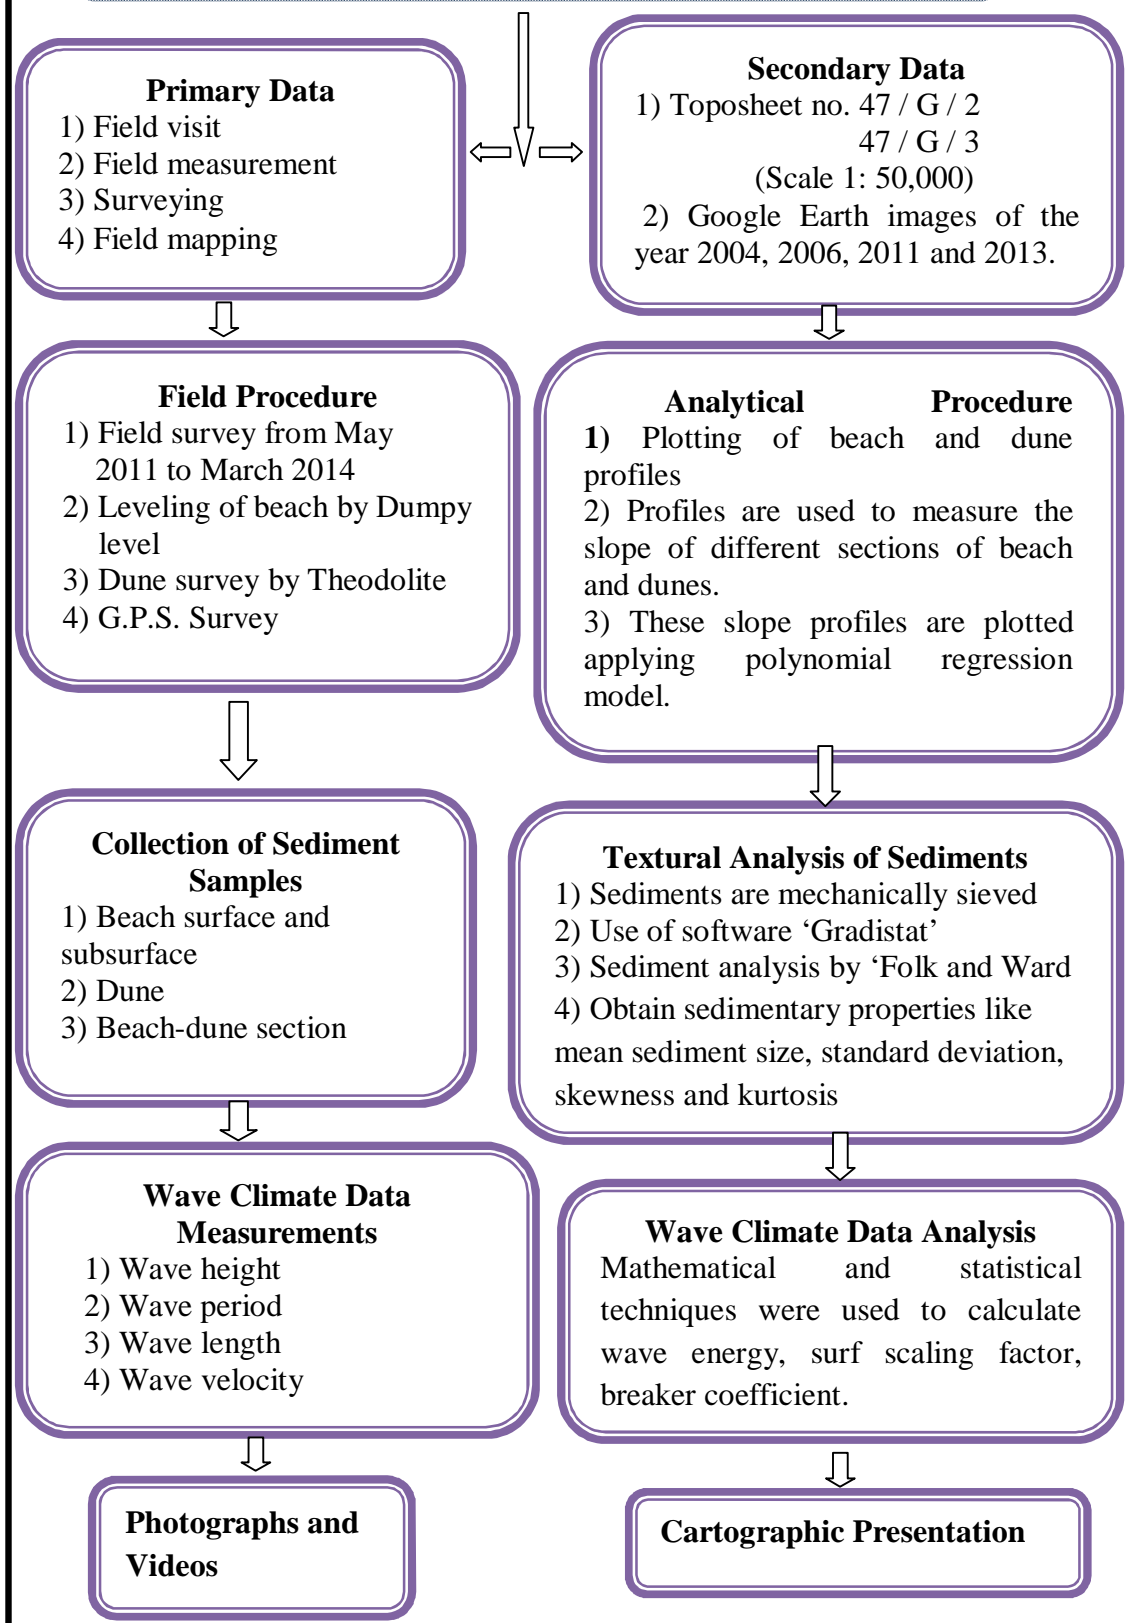 Primary Data
1) Field visit
2) Field measurement
3) Surveying
4) Field mapping
Secondary Data
1) Toposheet no. 47 / G / 2
47 / G / 3
(Scale 1: 50,000)
2) Google Earth images of the
year 2004, 2006, 2011 and 2013.
Field Procedure
1) Field survey from May
2011 to March 2014
2) Leveling of beach by Dumpy
level
3) Dune survey by Theodolite
4) G.P.S. Survey
Analytical Procedure
1) Plotting of beach and dune
profiles
2) Profiles are used to measure the
slope of different sections of beach
and dunes.
3) These slope profiles are plotted
applying polynomial regression
model.
Collection of Sediment
Samples
1) Beach surface and
subsurface
2) Dune
3) Beach-dune section
Textural Analysis of Sediments
1) Sediments are mechanically sieved
2) Use of software ‘Gradistat’
3) Sediment analysis by ‘Folk and Ward
4) Obtain sedimentary properties like
mean sediment size, standard deviation,
skewness and kurtosis
Wave Climate Data
Measurements
1) Wave height
2) Wave period
3) Wave length
4) Wave velocity
Wave Climate Data Analysis
Mathematical and statistical
techniques were used to calculate
wave energy, surf scaling factor,
breaker coefficient.
Photographs and
Videos
Cartographic Presentation